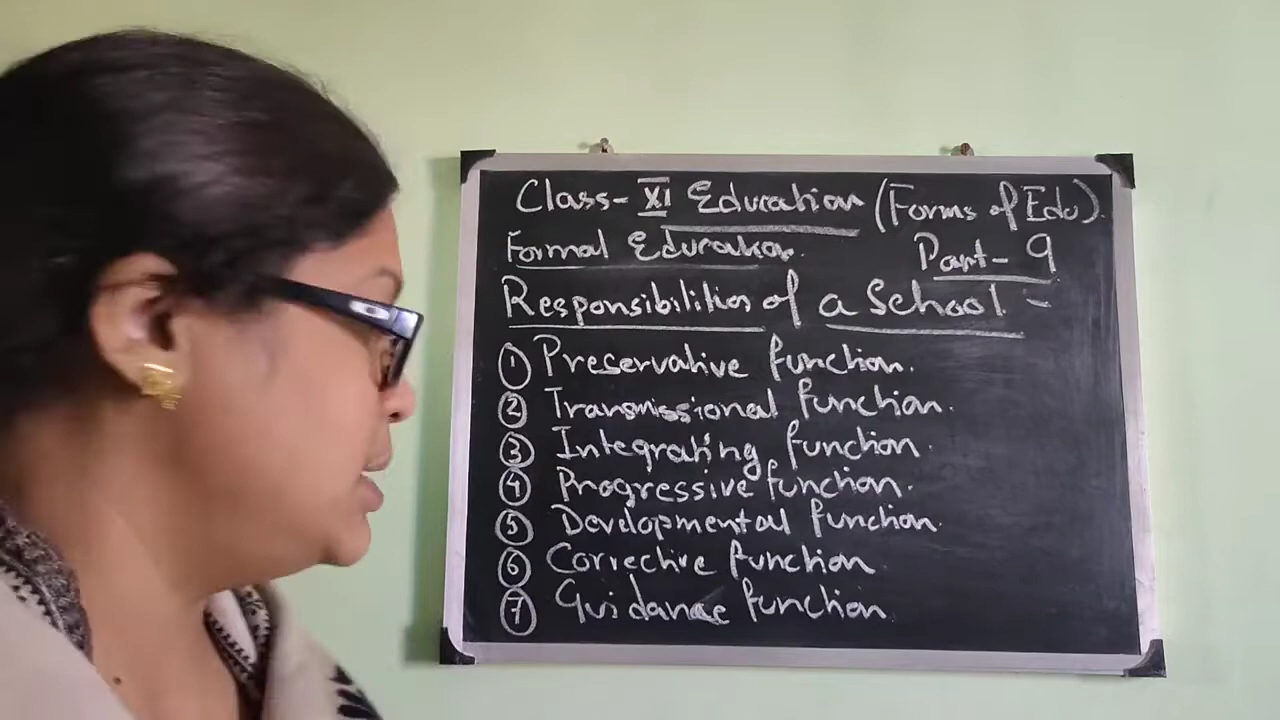 Class-XI Education (Forms of Edu).
Formal Education. Part-9
Responsibilities of a School:-
① Preservative function.
② Transmissional function.
③ Integrating function.
④ Progressive function.
⑤ Developmental function.
⑥ Corrective function
⑦ Guidance function